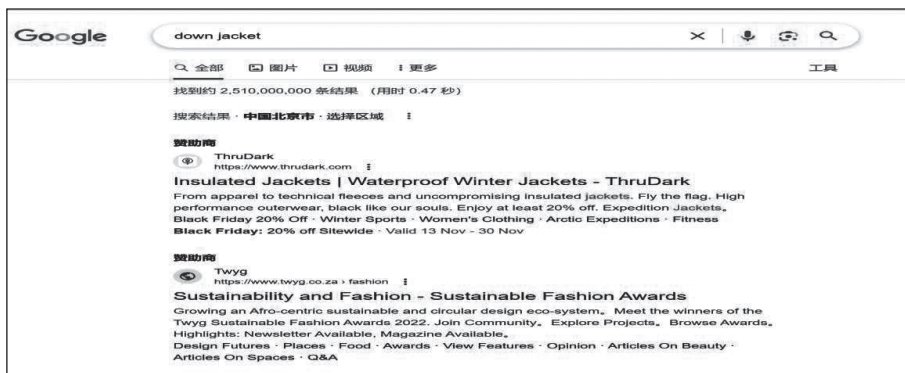 Google
down jacket
全部 图片 视频 更多 工具
找到约 2,510,000,000 条结果 (用时 0.47 秒)
搜索结果 · 中国北京市 · 选择区域
赞助商
ThruDark
https://www.thrudark.com
Insulated Jackets | Waterproof Winter Jackets - ThruDark
From apparel to technical fleeces and uncompromising insulated jackets. Fly the flag. High
performance outerwear, black like our souls. Enjoy at least 20% off. Expedition Jackets。
Black Friday 20% Off · Winter Sports · Women's Clothing · Arctic Expeditions · Fitness
Black Friday: 20% off Sitewide · Valid 13 Nov - 30 Nov
赞助商
Twyg
https://www.twyg.co.za › fashion
Sustainability and Fashion - Sustainable Fashion Awards
Growing an Afro-centric sustainable and circular design eco-system。 Meet the winners of the
Twyg Sustainable Fashion Awards 2022. Join Community。 Explore Projects。 Browse Awards。
Highlights: Newsletter Available, Magazine Available。
Design Futures · Places · Food · Awards · View Features · Opinion · Articles On Beauty ·
Articles On Spaces · Q&A